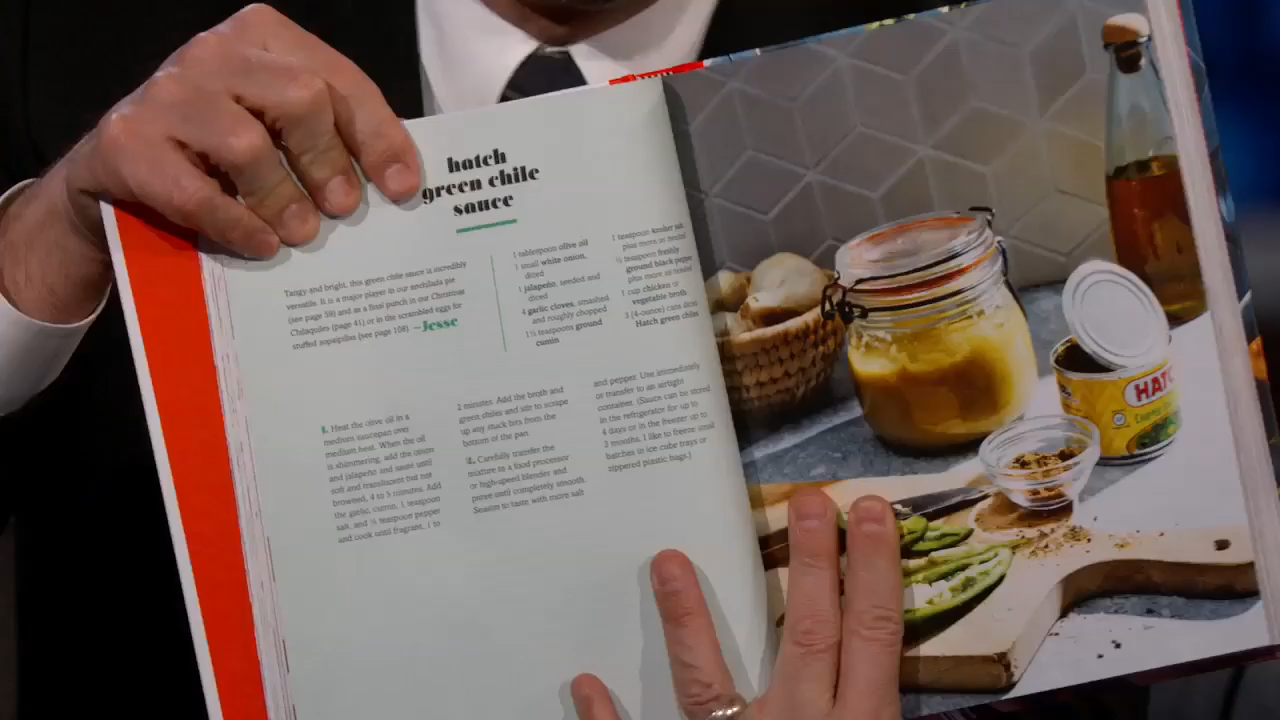 hatch
green chile
sauce
Tangy and bright, this green chile sauce is incredibly
versatile. It is a major player in our enchilada pie
(see page 59) and as a final punch in our Christmas
Chilaquiles (page 41) or in the scrambled eggs for
stuffed sopaipillas (see page 108) —Jesse
1 tablespoon olive oil
1 small white onion,
diced
1 jalapeño, seeded and
diced
4 garlic cloves, smashed
and roughly chopped
1½ teaspoons ground
cumin
1 teaspoon kosher
plus more as needed
teaspoon freshly
ground black
plus more as needed
1 cup chicken or
vegetable broth
3 (4-ounce) cans
Hatch green chiles
1. Heat the olive oil in a
medium saucepan over
medium heat. When the oil
is shimmering, add the onion
and jalapeño and sauté until
soft and translucent but not
browned, 4 to 5 minutes. Add
the garlic, cumin, 1 teaspoon
salt, and teaspoon pepper
and cook until fragrant, 1 to
2 minutes. Add the broth and
green chiles and stir to scrape
up any stuck bits from the
bottom of the pan.
2. Carefully transfer the
mixture to a food processor
or high-speed blender and
puree until completely smooth.
Season to taste with more salt
and pepper. Use immediately
or transfer to an airtight
container. (Sauce can be stored
in the refrigerator for up to
4 days or in the freezer up to
3 months. I like to freeze small
batches in ice cube trays or
zippered plastic bags.)
HATC